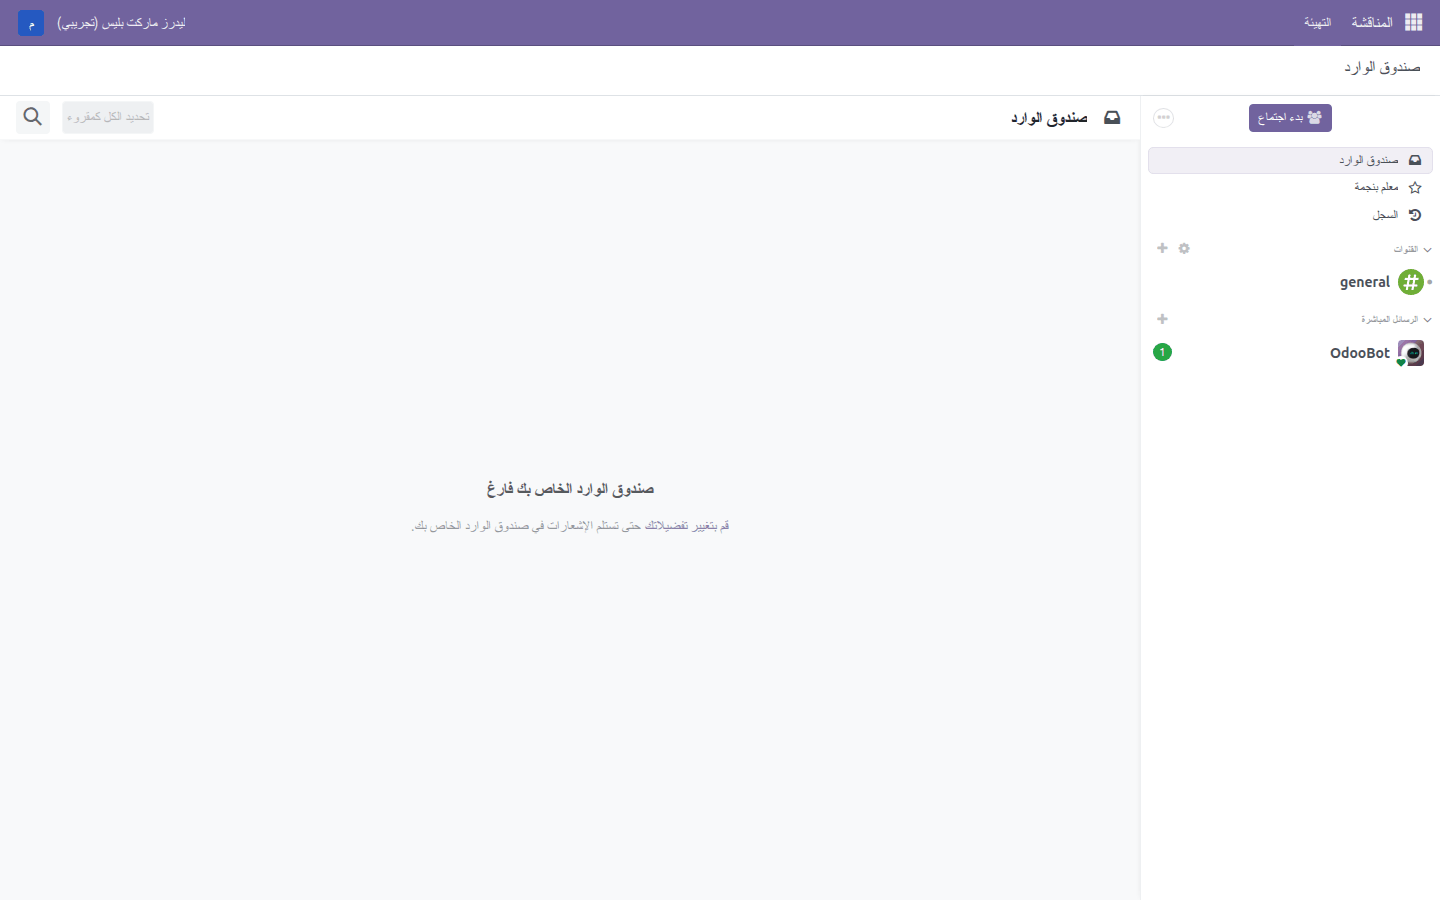 المناقشة
التهيئة
ليدرز ماركت بليس (تجريبي)
م
صندوق الوارد
بدء اجتماع
صندوق الوارد
معلم بنجمة
السجل
القنوات
general
الرسائل المباشرة
OdooBot
1
صندوق الوارد
تحديد الكل كمقروء
صندوق الوارد الخاص بك فارغ
قم بتغيير تفضيلاتك حتى تستلم الإشعارات في صندوق الوارد الخاص بك.